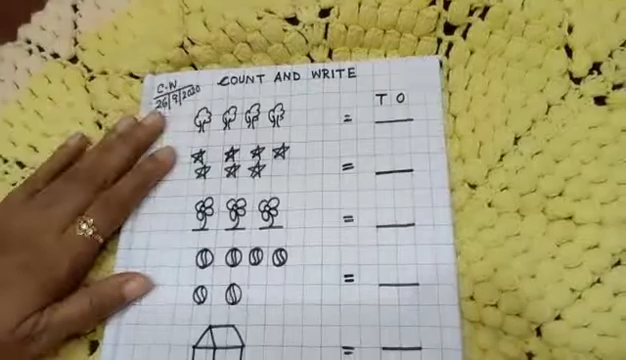 C.W
26/9/2020
COUNT AND WRITE
T O
=
=
=
=
=